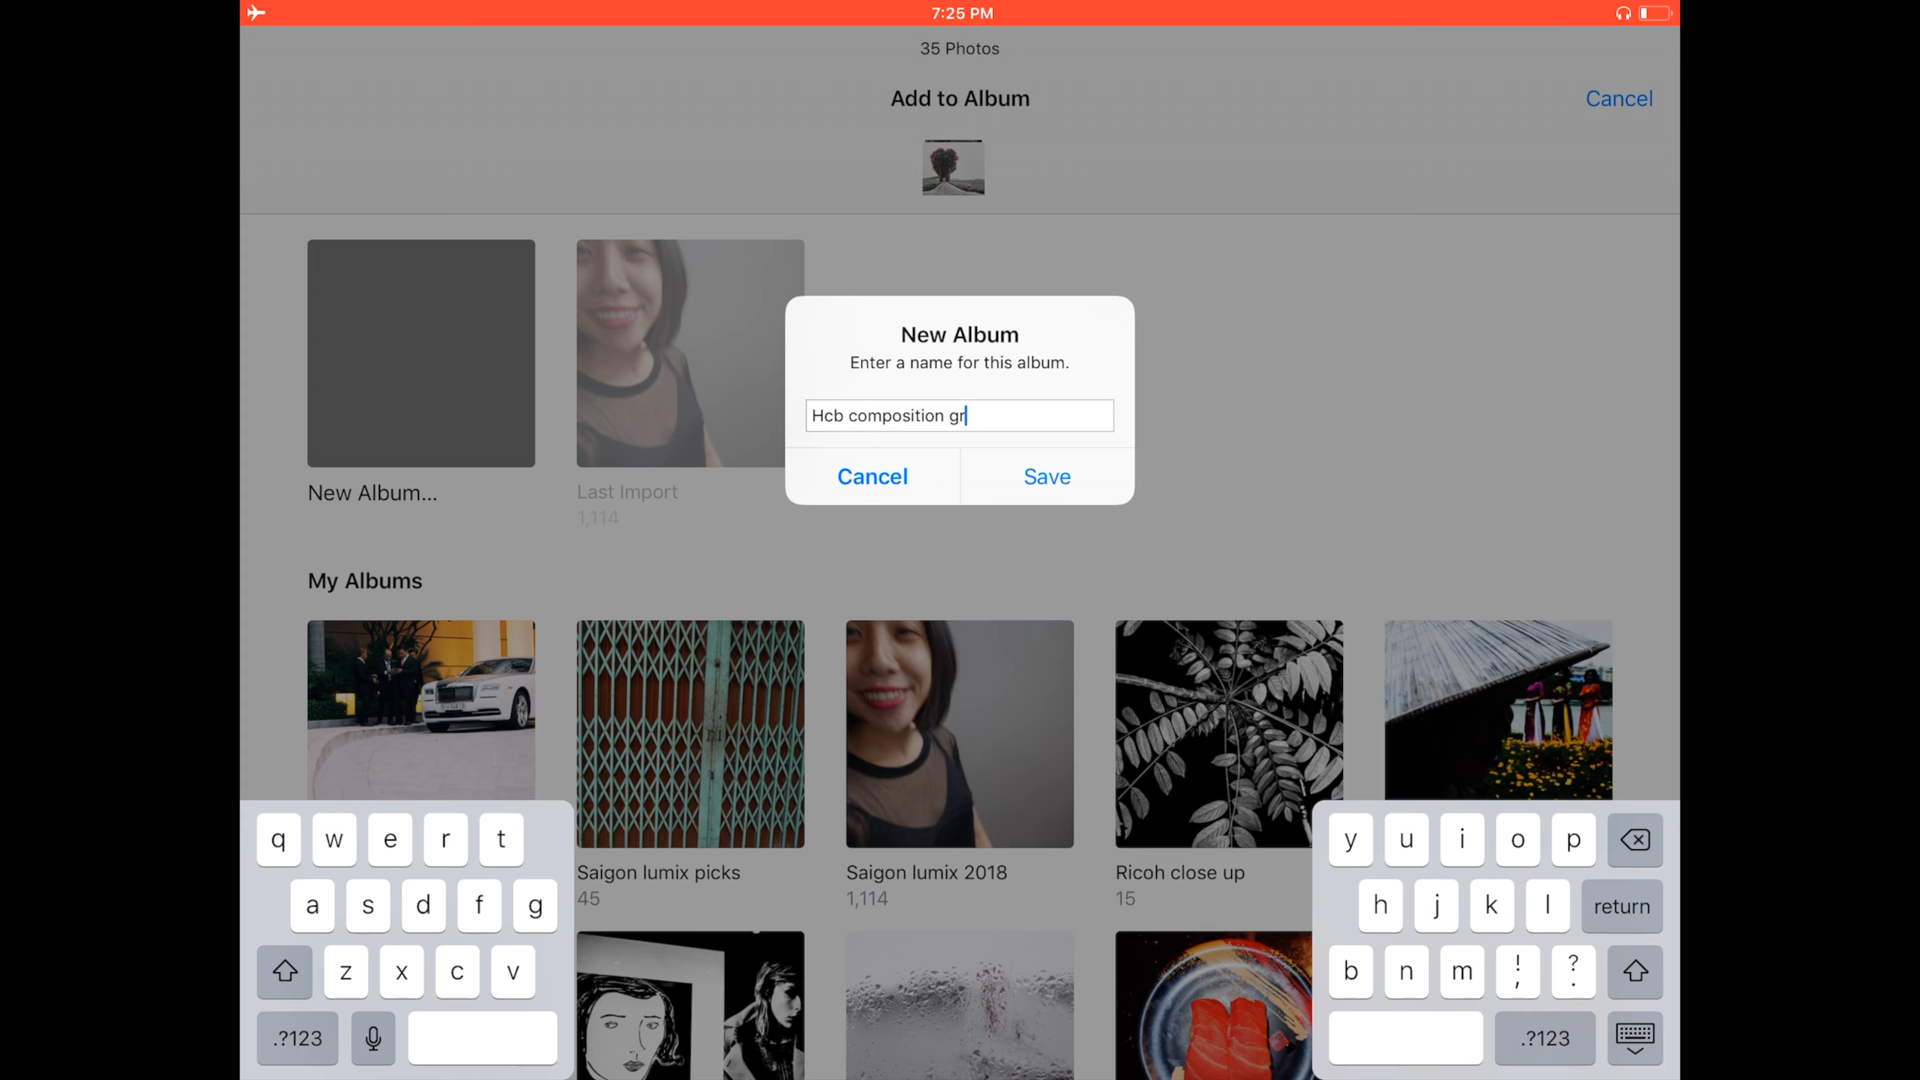 7:25 PM
35 Photos
Add to Album
Cancel
New Album
Enter a name for this album.
Hcb composition gr
Cancel
Save
New Album...
Last Import
1,114
My Albums
Saigon lumix picks
45
Saigon lumix 2018
1,114
Ricoh close up
15
q w e r t
y u i o p
a s d f g
h j k l return
z x c v
b n m ! , ? .
.?123
.?123